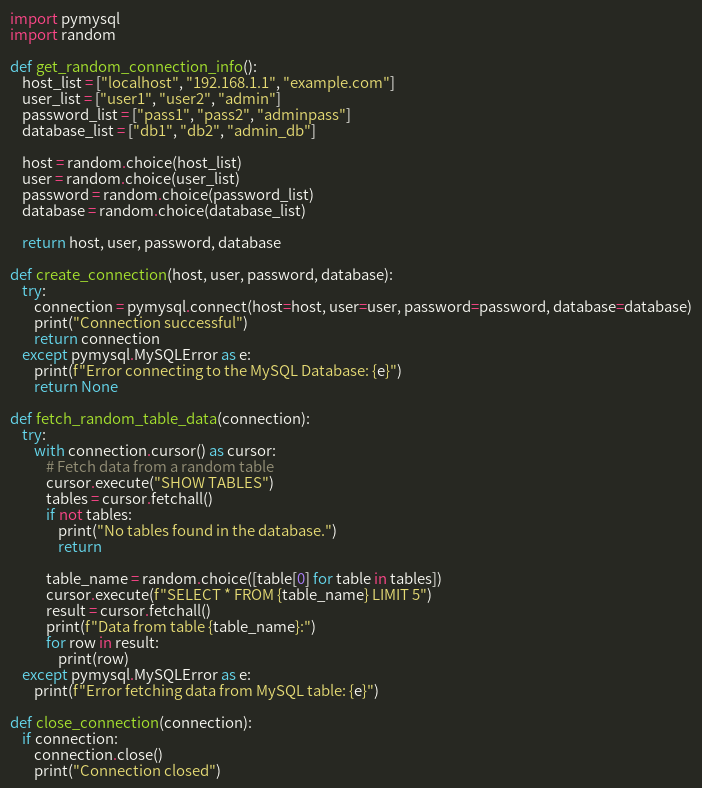 import pymysql
import random

def get_random_connection_info():
    host_list = ["localhost", "192.168.1.1", "example.com"]
    user_list = ["user1", "user2", "admin"]
    password_list = ["pass1", "pass2", "adminpass"]
    database_list = ["db1", "db2", "admin_db"]

    host = random.choice(host_list)
    user = random.choice(user_list)
    password = random.choice(password_list)
    database = random.choice(database_list)

    return host, user, password, database

def create_connection(host, user, password, database):
    try:
        connection = pymysql.connect(host=host, user=user, password=password, database=database)
        print("Connection successful")
        return connection
    except pymysql.MySQLError as e:
        print(f"Error connecting to the MySQL Database: {e}")
        return None

def fetch_random_table_data(connection):
    try:
        with connection.cursor() as cursor:
            # Fetch data from a random table
            cursor.execute("SHOW TABLES")
            tables = cursor.fetchall()
            if not tables:
                print("No tables found in the database.")
                return

            table_name = random.choice([table[0] for table in tables])
            cursor.execute(f"SELECT * FROM {table_name} LIMIT 5")
            result = cursor.fetchall()
            print(f"Data from table {table_name}:")
            for row in result:
                print(row)
    except pymysql.MySQLError as e:
        print(f"Error fetching data from MySQL table: {e}")

def close_connection(connection):
    if connection:
        connection.close()
        print("Connection closed")